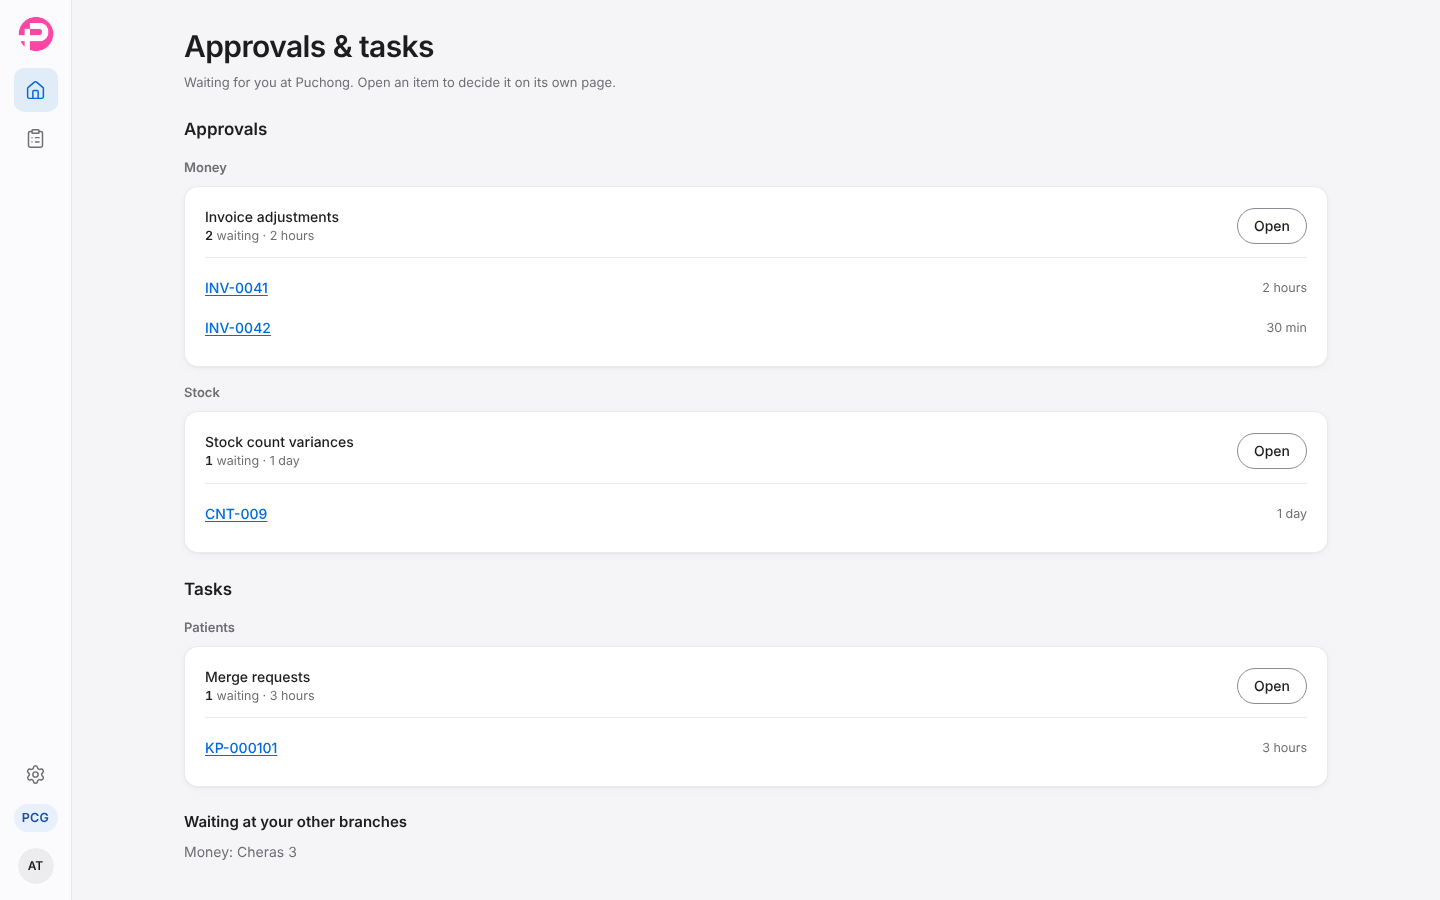 Approvals & tasks
Waiting for you at Puchong. Open an item to decide it on its own page.
Approvals
Money
Invoice adjustments
2 waiting · 2 hours
Open
INV-0041
2 hours
INV-0042
30 min
Stock
Stock count variances
1 waiting · 1 day
Open
CNT-009
1 day
Tasks
Patients
Merge requests
1 waiting · 3 hours
Open
KP-000101
3 hours
Waiting at your other branches
Money: Cheras 3
PCG
AT